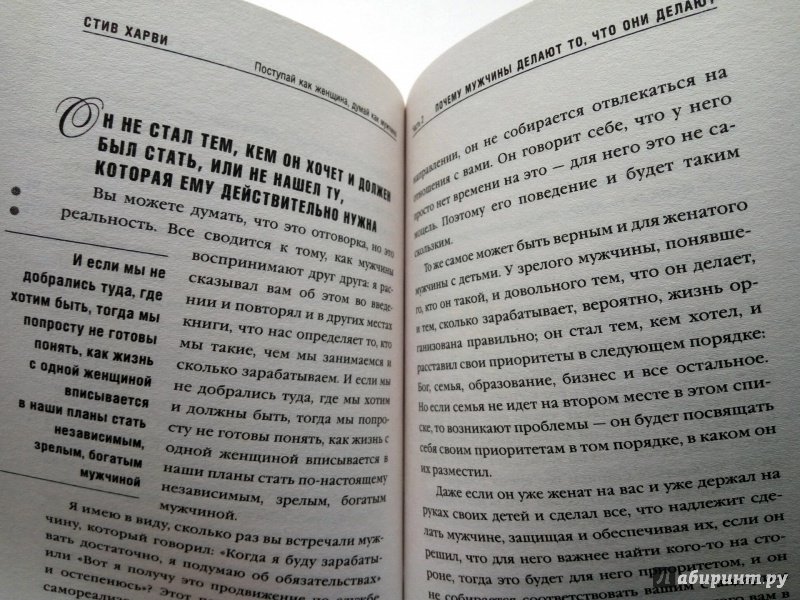 СТИВ ХАРВИ
Поступай как женщина, думай как мужчина
ОН НЕ СТАЛ ТЕМ, КЕМ ОН ХОЧЕТ И ДОЛЖЕН
БЫЛ СТАТЬ, ИЛИ НЕ НАШЕЛ ТУ,
КОТОРАЯ ЕМУ ДЕЙСТВИТЕЛЬНО НУЖНА
Вы можете думать, что это отговорка, но это
реальность. Все сводится к тому, как мужчины
воспринимают друг друга: я рас-
сказывал вам об этом во введе-
нии и повторял и в других местах
книги, что нас определяет то, кто
мы такие, чем мы занимаемся и
сколько зарабатываем. И если мы
не добрались туда, где мы хотим
и должны быть, тогда мы попро-
сту не готовы понять, как жизнь с
одной женщиной вписывается в
наши планы стать по-настоящему
независимым, зрелым, богатым
мужчиной.
И если мы не
добрались туда, где
хотим быть, тогда мы
попросту не готовы
понять, как жизнь
с одной женщиной
вписывается
в наши планы стать
независимым,
зрелым, богатым
мужчиной
Я имею в виду, сколько раз вы встречали муж-
чину, который говорил: «Когда я буду зарабаты-
вать достаточно, я подумаю об обязательствах»
или «Вот я получу это продвижение по службе
и остепенюсь»? Этот
самореализ
Часть 2
ПОЧЕМУ МУЖЧИНЫ ДЕЛАЮТ ТО, ЧТО ОНИ ДЕЛАЮТ
направлении, он не собирается отвлекаться на
отношения с вами. Он говорит себе, что у него
просто нет времени на это — для него это не са-
моцель. Поэтому его поведение и будет таким
скользким.
То же самое может быть верным и для женатого
мужчины с детьми. У зрелого мужчины, понявше-
го, кто он такой, и довольного тем, что он делает,
и тем, сколько зарабатывает, вероятно, жизнь ор-
ганизована правильно; он стал тем, кем хотел, и
расставил свои приоритеты в следующем порядке:
Бог, семья, образование, бизнес и все остальное.
Но если семья не идет на втором месте в этом спи-
ске, то возникают проблемы — он будет посвящать
себя своим приоритетам в том порядке, в каком он
их разместил.
Даже если он уже женат на вас и уже держал на
руках своих детей и сделал все, что надлежит сде-
лать мужчине, защищая и обеспечивая их, если он
решил, что для него важнее найти кого-то на сто-
роне, тогда это будет для него приоритетом, и он
вам в
лабиринт.ру